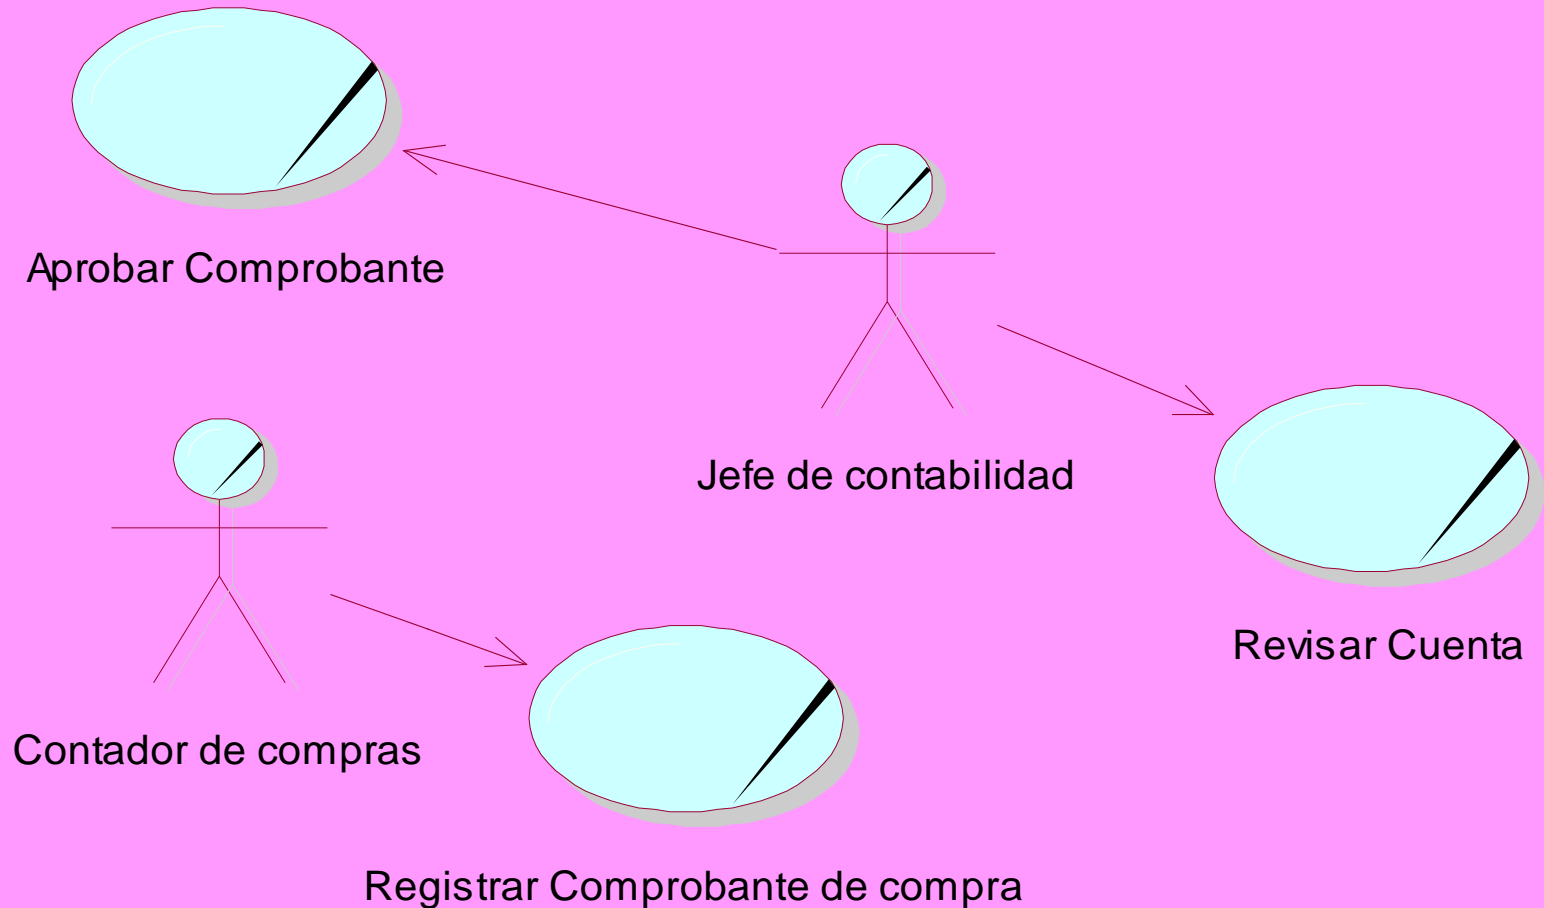 Aprobar Comprobante
Jefe de contabilidad
Revisar Cuenta
Contador de compras
Registrar Comprobante de compra